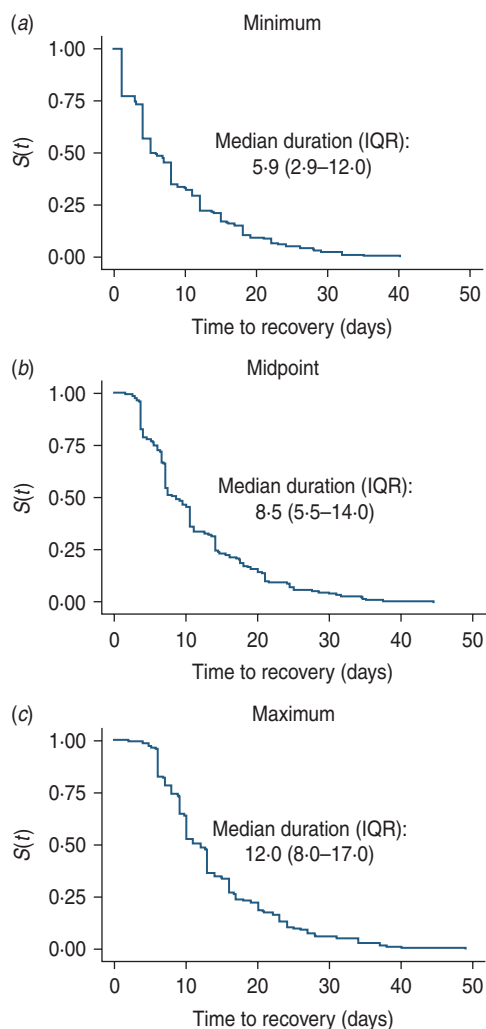 (a) Minimum
1·00
0·75
0·50
0·25
0·00
S(t)
Median duration (IQR):
5·9 (2·9–12·0)
0 10 20 30 40 50
Time to recovery (days)
(b) Midpoint
1·00
0·75
0·50
0·25
0·00
S(t)
Median duration (IQR):
8·5 (5·5–14·0)
0 10 20 30 40 50
Time to recovery (days)
(c) Maximum
1·00
0·75
0·50
0·25
0·00
S(t)
Median duration (IQR):
12·0 (8·0–17·0)
0 10 20 30 40 50
Time to recovery (days)